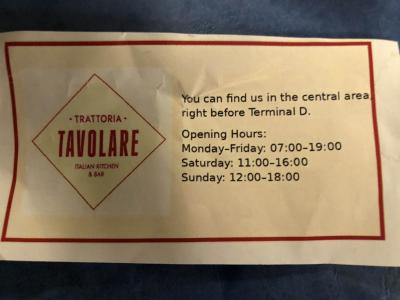 · TRATTORIA ·
TAVOLARE
ITALIAN KITCHEN
& BAR
You can find us in the central area,
right before Terminal D.
Opening Hours:
Monday–Friday: 07:00–19:00
Saturday: 11:00–16:00
Sunday: 12:00–18:00